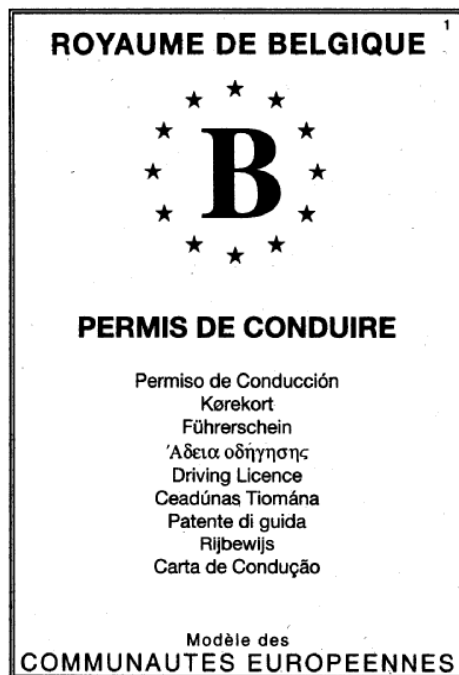 1
ROYAUME DE BELGIQUE
B
PERMIS DE CONDUIRE
Permiso de Conducción
Kørekort
Führerschein
Άδεια οδήγησης
Driving Licence
Ceadúnas Tiomána
Patente di guida
Rijbewijs
Carta de Condução
Modèle des
COMMUNAUTES EUROPEENNES